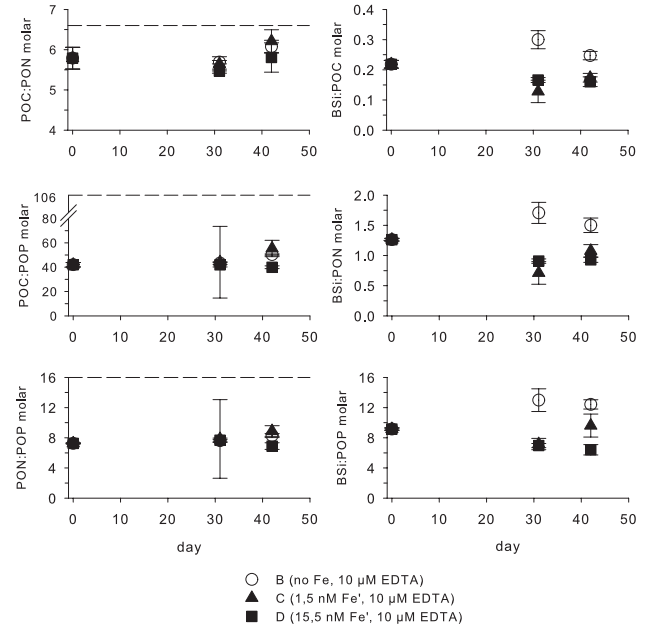 POC:PON molar
7
6
5
4
0 10 20 30 40 50
BSi:POC molar
0.4
0.3
0.2
0.1
0.0
0 10 20 30 40 50
POC:POP molar
106
80
60
40
20
0
0 10 20 30 40 50
BSi:PON molar
2.0
1.5
1.0
0.5
0.0
0 10 20 30 40 50
PON:POP molar
16
12
8
4
0
0 10 20 30 40 50
day
BSi:POP molar
16
12
8
4
0
0 10 20 30 40 50
day
B (no Fe, 10 µM EDTA)
C (1,5 nM Fe', 10 µM EDTA)
D (15,5 nM Fe', 10 µM EDTA)